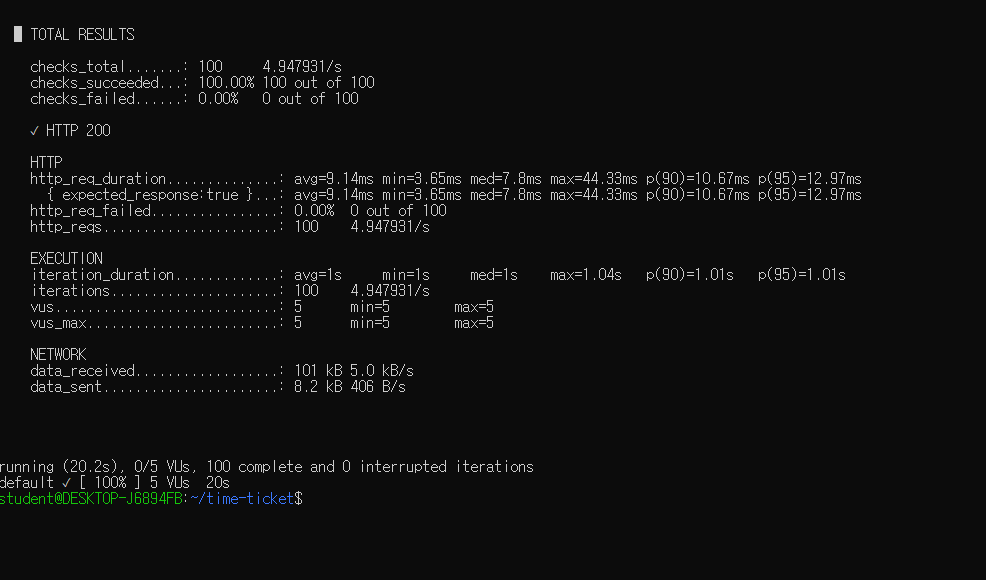 █ TOTAL RESULTS
checks_total.......: 100 4.947931/s
checks_succeeded...: 100.00% 100 out of 100
checks_failed......: 0.00% 0 out of 100
✓ HTTP 200
HTTP
http_req_duration..............: avg=9.14ms min=3.65ms med=7.8ms max=44.33ms p(90)=10.67ms p(95)=12.97ms
{ expected_response:true }...: avg=9.14ms min=3.65ms med=7.8ms max=44.33ms p(90)=10.67ms p(95)=12.97ms
http_req_failed................: 0.00% 0 out of 100
http_reqs......................: 100 4.947931/s
EXECUTION
iteration_duration.............: avg=1s min=1s med=1s max=1.04s p(90)=1.01s p(95)=1.01s
iterations.....................: 100 4.947931/s
vus............................: 5 min=5 max=5
vus_max........................: 5 min=5 max=5
NETWORK
data_received..................: 101 kB 5.0 kB/s
data_sent......................: 8.2 kB 406 B/s
running (20.2s), 0/5 VUs, 100 complete and 0 interrupted iterations
default ✓ [ 100% ] 5 VUs 20s
student@DESKTOP-J6894FB:~/time-ticket$